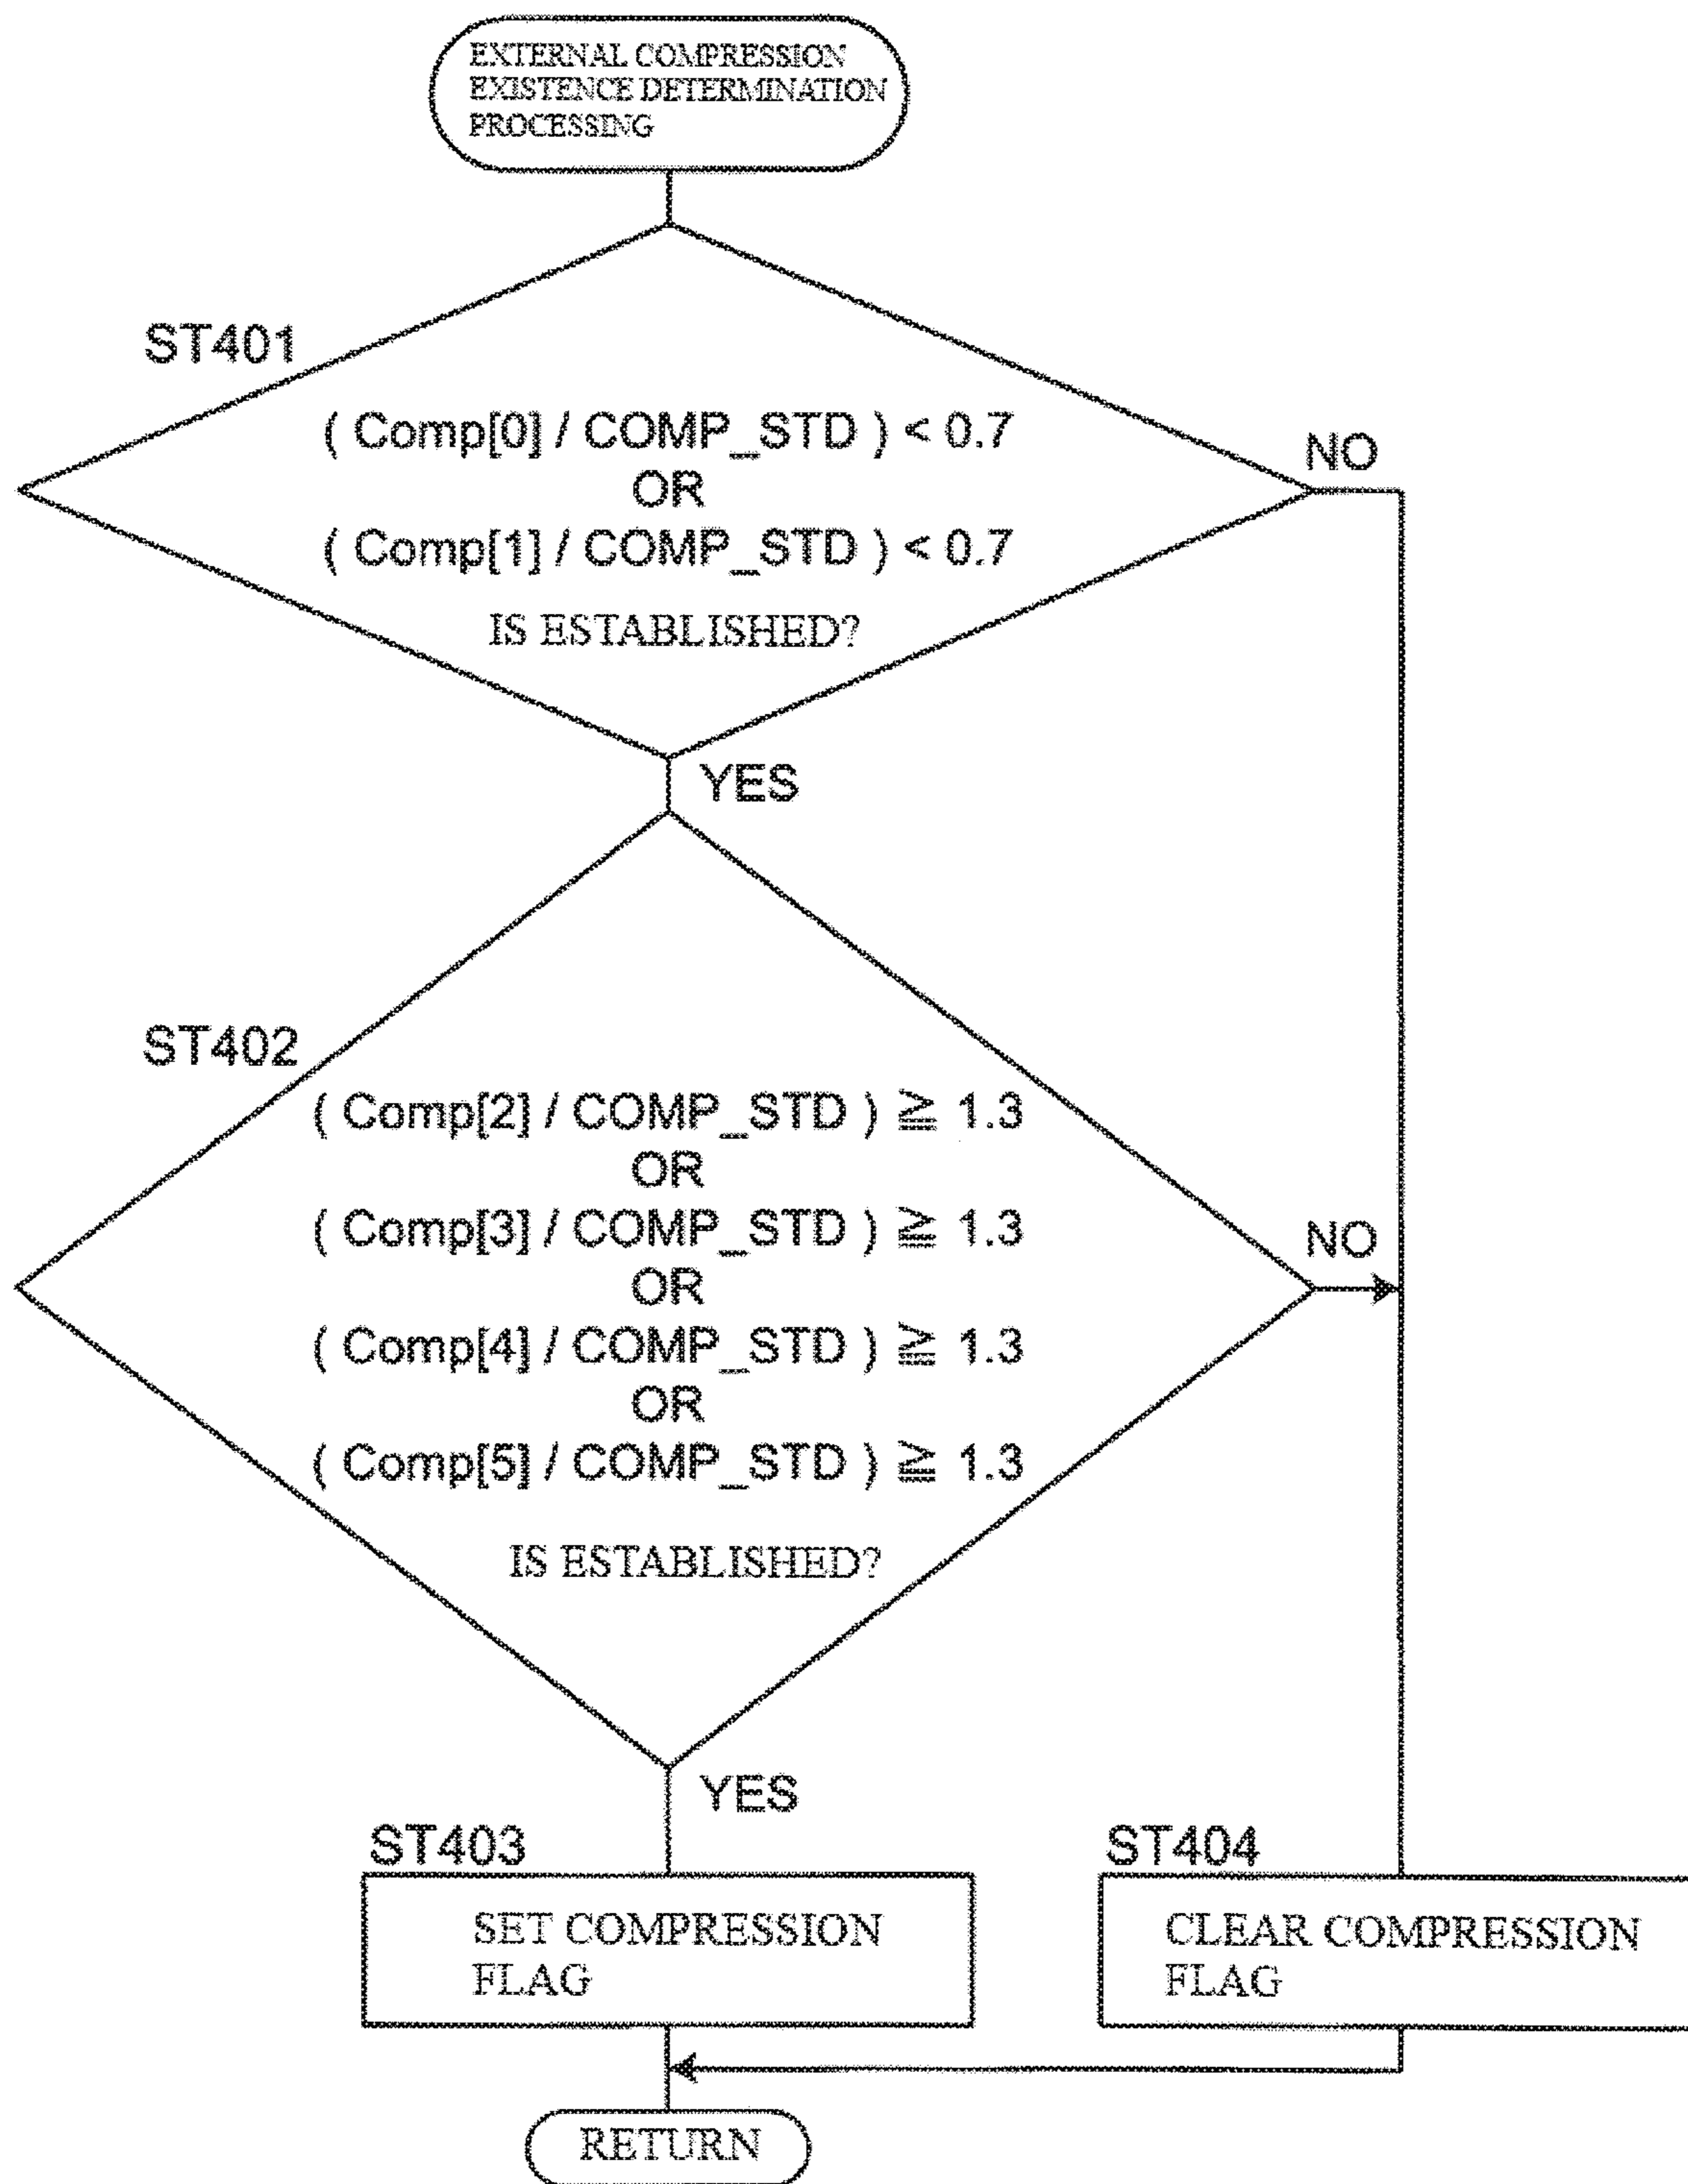 EXTERNAL COMPRESSION
EXISTENCE DETERMINATION
PROCESSING
ST401
( Comp[0] / COMP_STD ) < 0.7
OR
( Comp[1] / COMP_STD ) < 0.7
IS ESTABLISHED?
NO
YES
ST402
( Comp[2] / COMP_STD ) ≧ 1.3
OR
( Comp[3] / COMP_STD ) ≧ 1.3
OR
( Comp[4] / COMP_STD ) ≧ 1.3
OR
( Comp[5] / COMP_STD ) ≧ 1.3
IS ESTABLISHED?
NO
YES
ST403
SET COMPRESSION
FLAG
ST404
CLEAR COMPRESSION
FLAG
RETURN